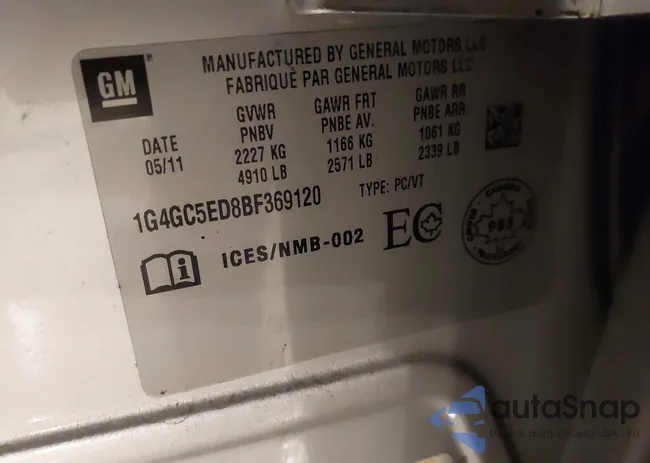 GM
MANUFACTURED BY GENERAL MOTORS LLC
FABRIQUÉ PAR GENERAL MOTORS LLC
DATE GVWR GAWR FRT GAWR RR
05/11 PNBV PNBE AV. PNBE ARR.
2227 KG 1166 KG 1061 KG
4910 LB 2571 LB 2339 LB
1G4GC5ED8BF369120 TYPE: PC/VT
ICES/NMB-002 EC
CANADA
autoSnap